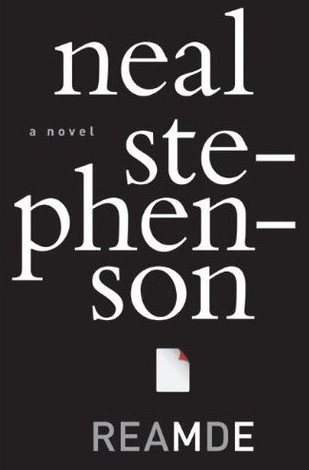 neal
a novel
ste–
phen–
son
REAMDE